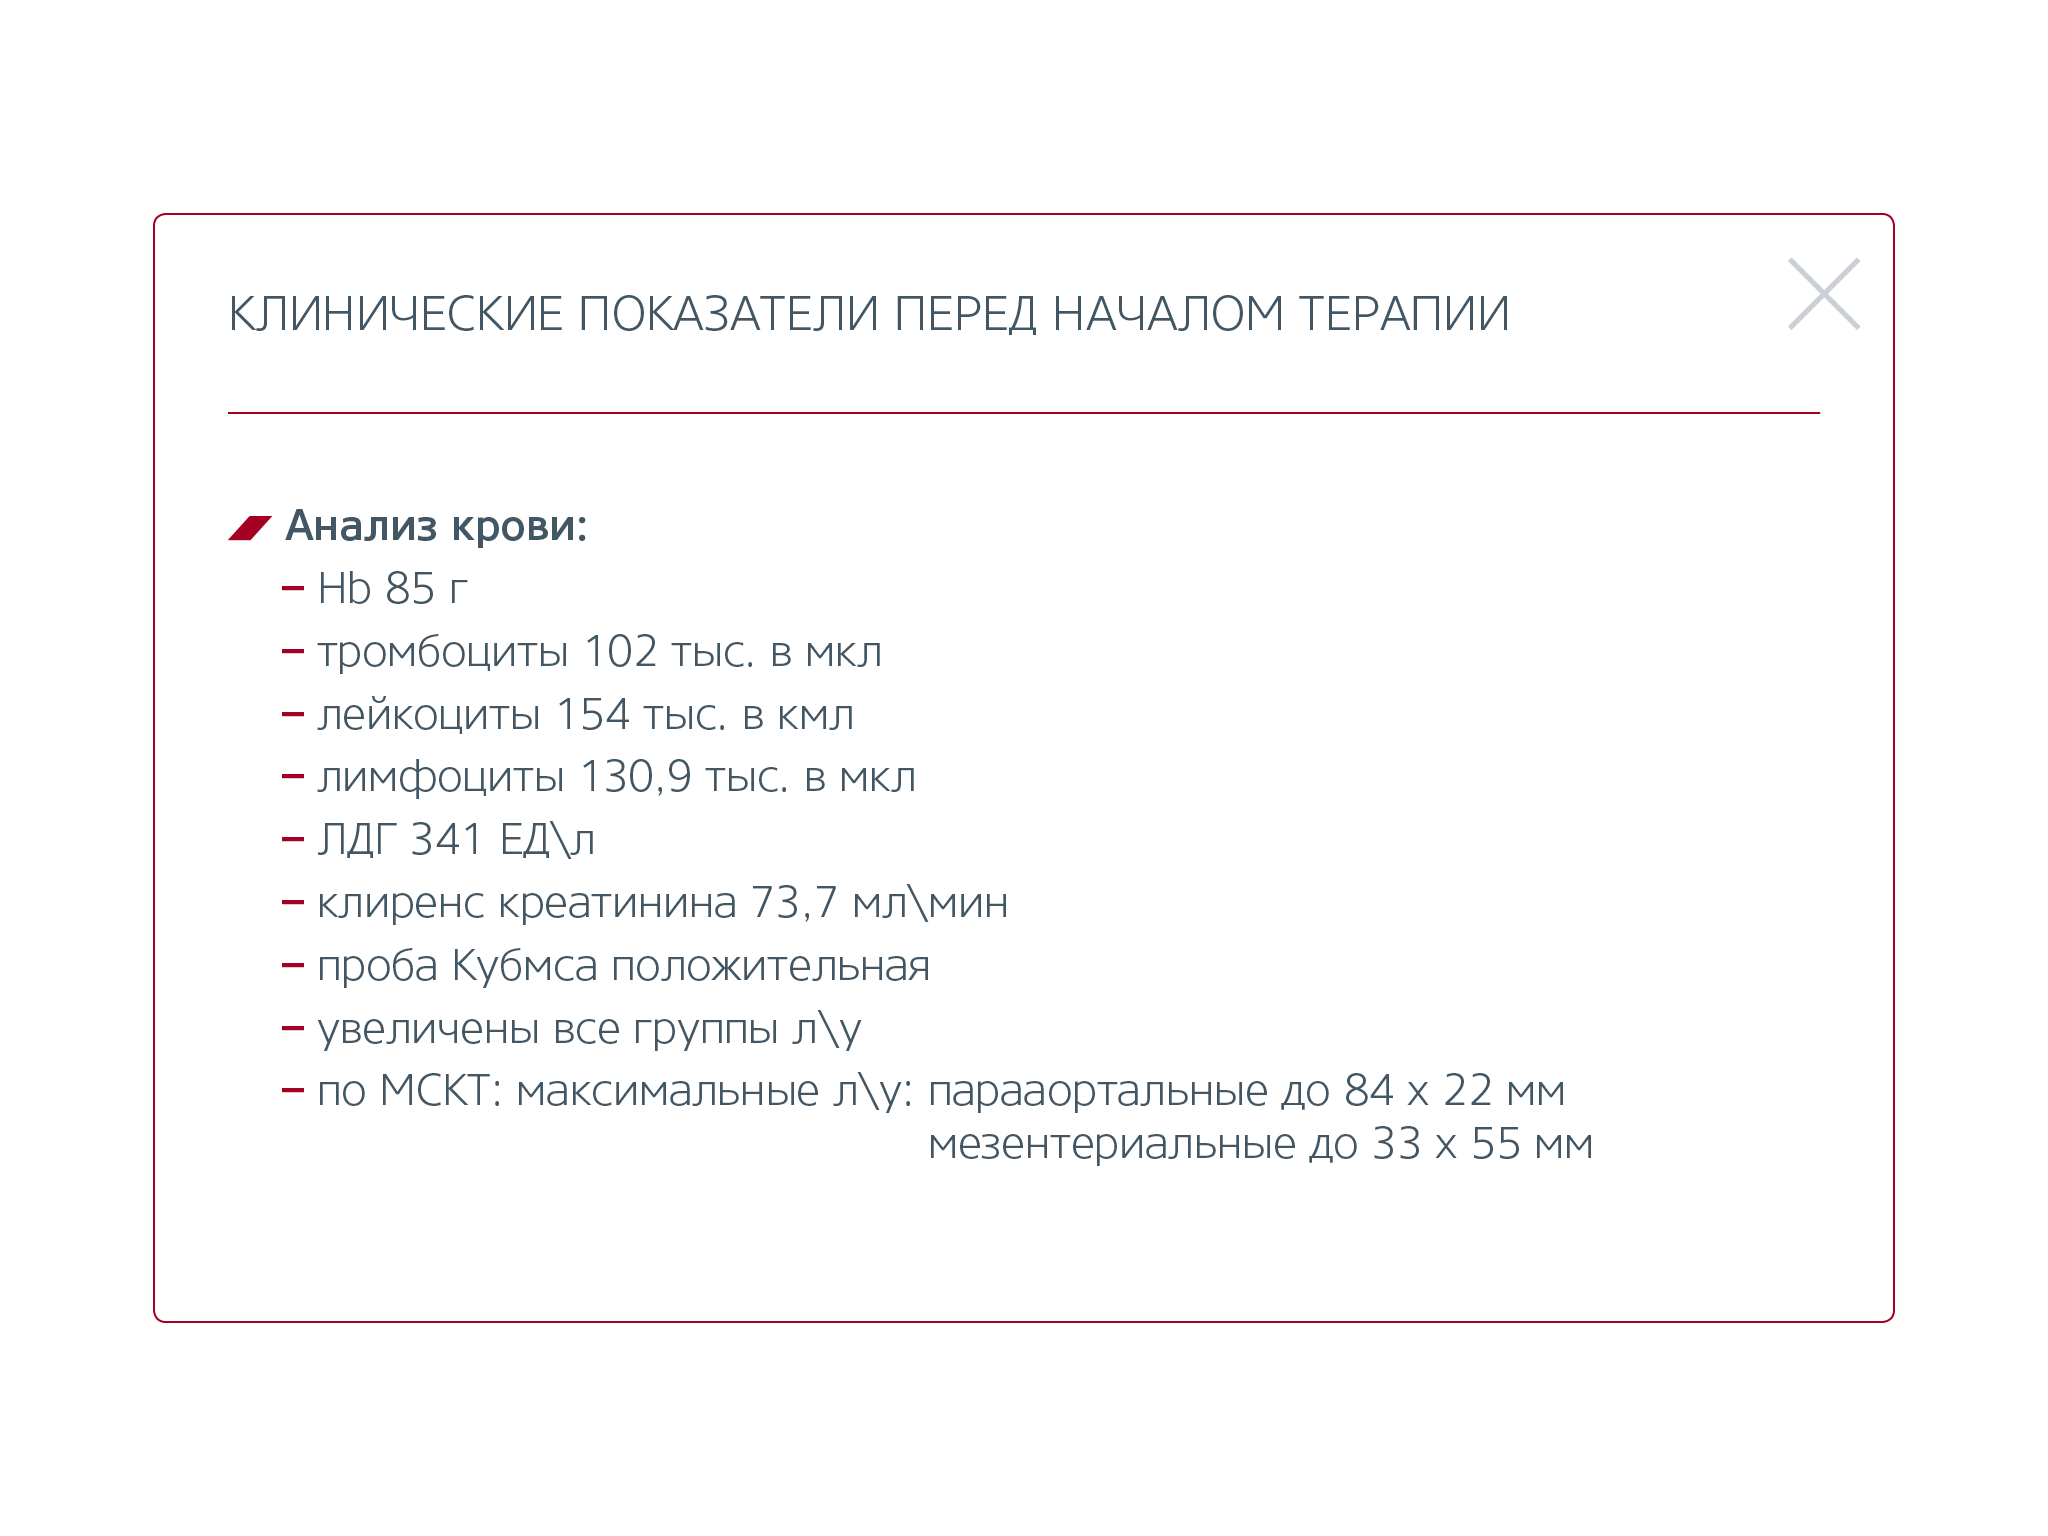 КЛИНИЧЕСКИЕ ПОКАЗАТЕЛИ ПЕРЕД НАЧАЛОМ ТЕРАПИИ
Анализ крови:
– Hb 85 г
– тромбоциты 102 тыс. в мкл
– лейкоциты 154 тыс. в кмл
– лимфоциты 130,9 тыс. в мкл
– ЛДГ 341 ЕД\л
– клиренс креатинина 73,7 мл\мин
– проба Кубмса положительная
– увеличены все группы л\у
– по МСКТ: максимальные л\у: парааортальные до 84 х 22 мм
мезентериальные до 33 х 55 мм